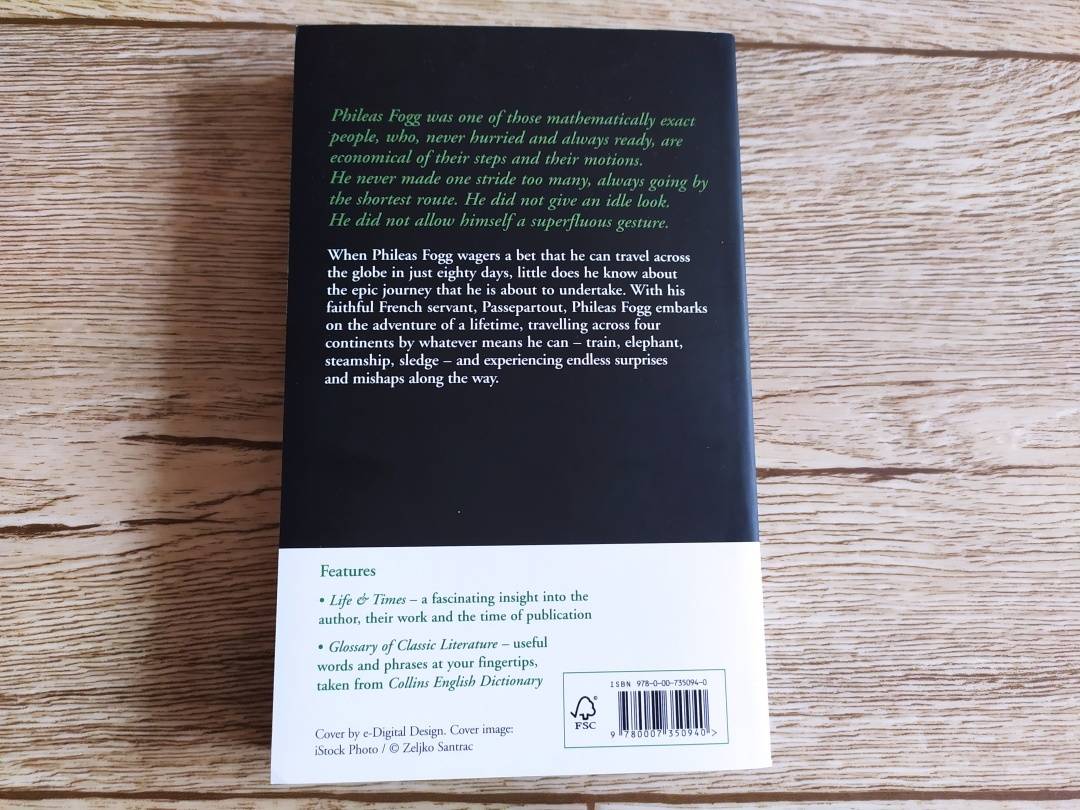 Phileas Fogg was one of those mathematically exact
people, who, never hurried and always ready, are
economical of their steps and their motions.
He never made one stride too many, always going by
the shortest route. He did not give an idle look.
He did not allow himself a superfluous gesture.
When Phileas Fogg wagers a bet that he can travel across
the globe in just eighty days, little does he know about
the epic journey that he is about to undertake. With his
faithful French servant, Passepartout, Phileas Fogg embarks
on the adventure of a lifetime, travelling across four
continents by whatever means he can – train, elephant,
steamship, sledge – and experiencing endless surprises
and mishaps along the way.
Features
• Life & Times – a fascinating insight into the
author, their work and the time of publication
• Glossary of Classic Literature – useful
words and phrases at your fingertips,
taken from Collins English Dictionary
Cover by e-Digital Design. Cover image:
iStock Photo / © Zeljko Santrac
FSC
ISBN 978-0-00-735094-0
9 780007 350940 >